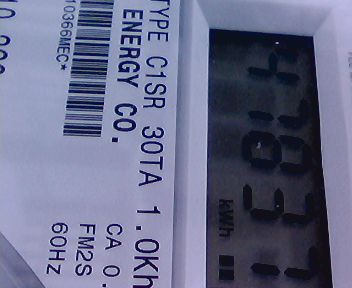 TYPE C1SR 30TA 1.0Kh
ENERGY CO.
CA 0.
10366MEC*
FM2S
60Hz
kWh